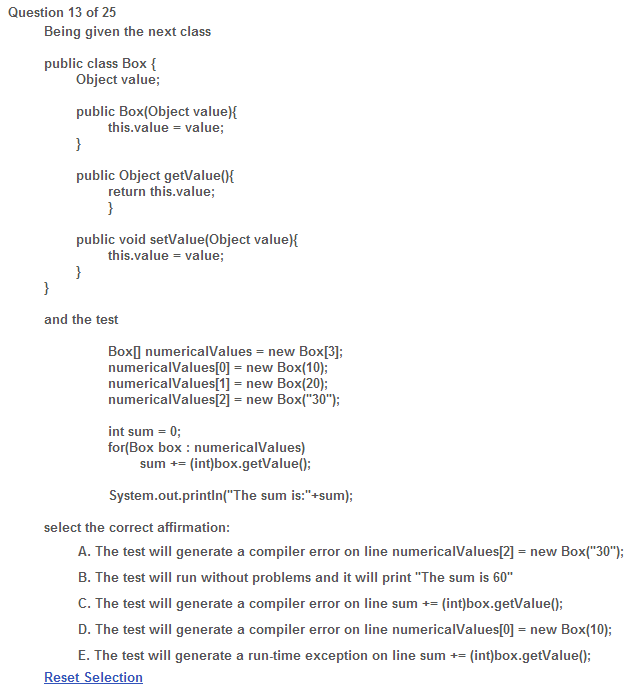 Question 13 of 25
Being given the next class
public class Box {
Object value;
public Box(Object value){
this.value = value;
}
public Object getValue(){
return this.value;
}
public void setValue(Object value){
this.value = value;
}
}
and the test
Box[] numericalValues = new Box[3];
numericalValues[0] = new Box(10);
numericalValues[1] = new Box(20);
numericalValues[2] = new Box("30");
int sum = 0;
for(Box box : numericalValues)
sum += (int)box.getValue();
System.out.println("The sum is:"+sum);
select the correct affirmation:
A. The test will generate a compiler error on line numericalValues[2] = new Box("30");
B. The test will run without problems and it will print "The sum is 60"
C. The test will generate a compiler error on line sum += (int)box.getValue();
D. The test will generate a compiler error on line numericalValues[0] = new Box(10);
E. The test will generate a run-time exception on line sum += (int)box.getValue();
Reset Selection